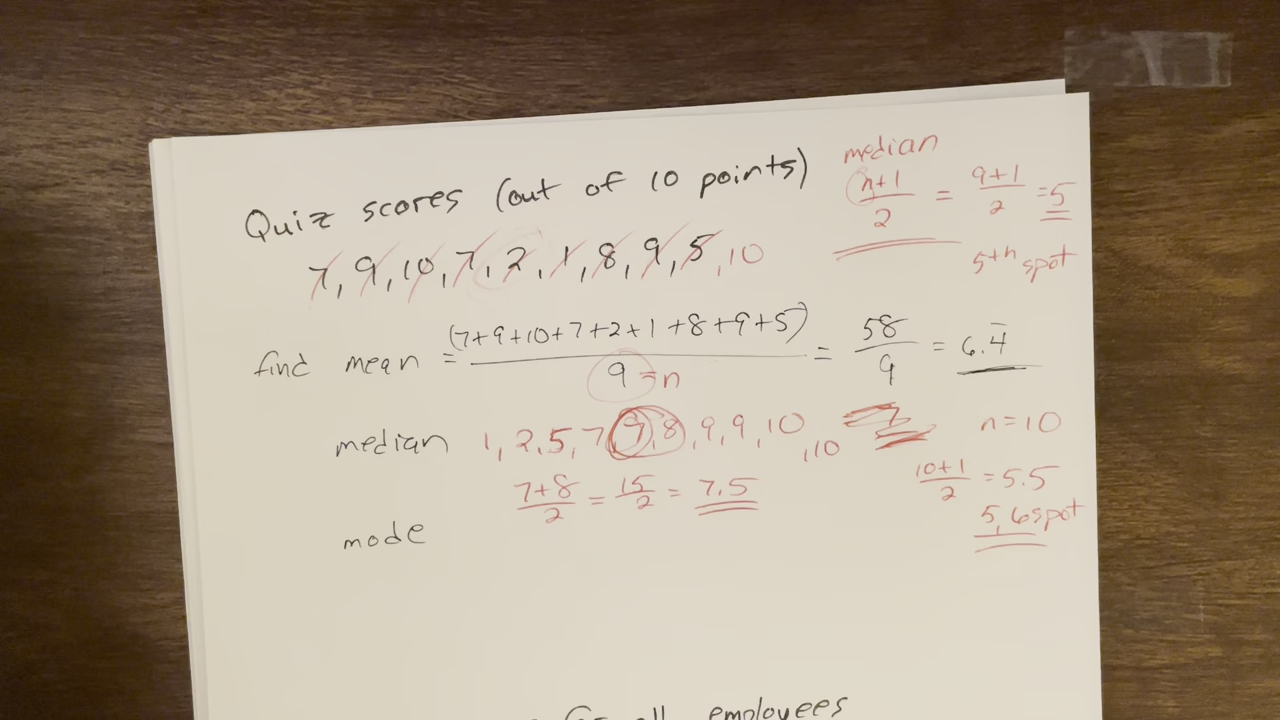 Quiz scores (out of 10 points)
7, 9, 10, 7, 2, 1, 8, 9, 5, 10
median
n+1/2 = 9+1/2 = 5
5th spot
find mean = (7+9+10+7+2+1+8+9+5)/9 = 58/9 = 6.4̅
9 = n
median 1, 2, 5, 7, 7, 8, 9, 9, 10, 10
n=10
7+8/2 = 15/2 = 7.5
10+1/2 = 5.5
5, 6 spot
mode
employees